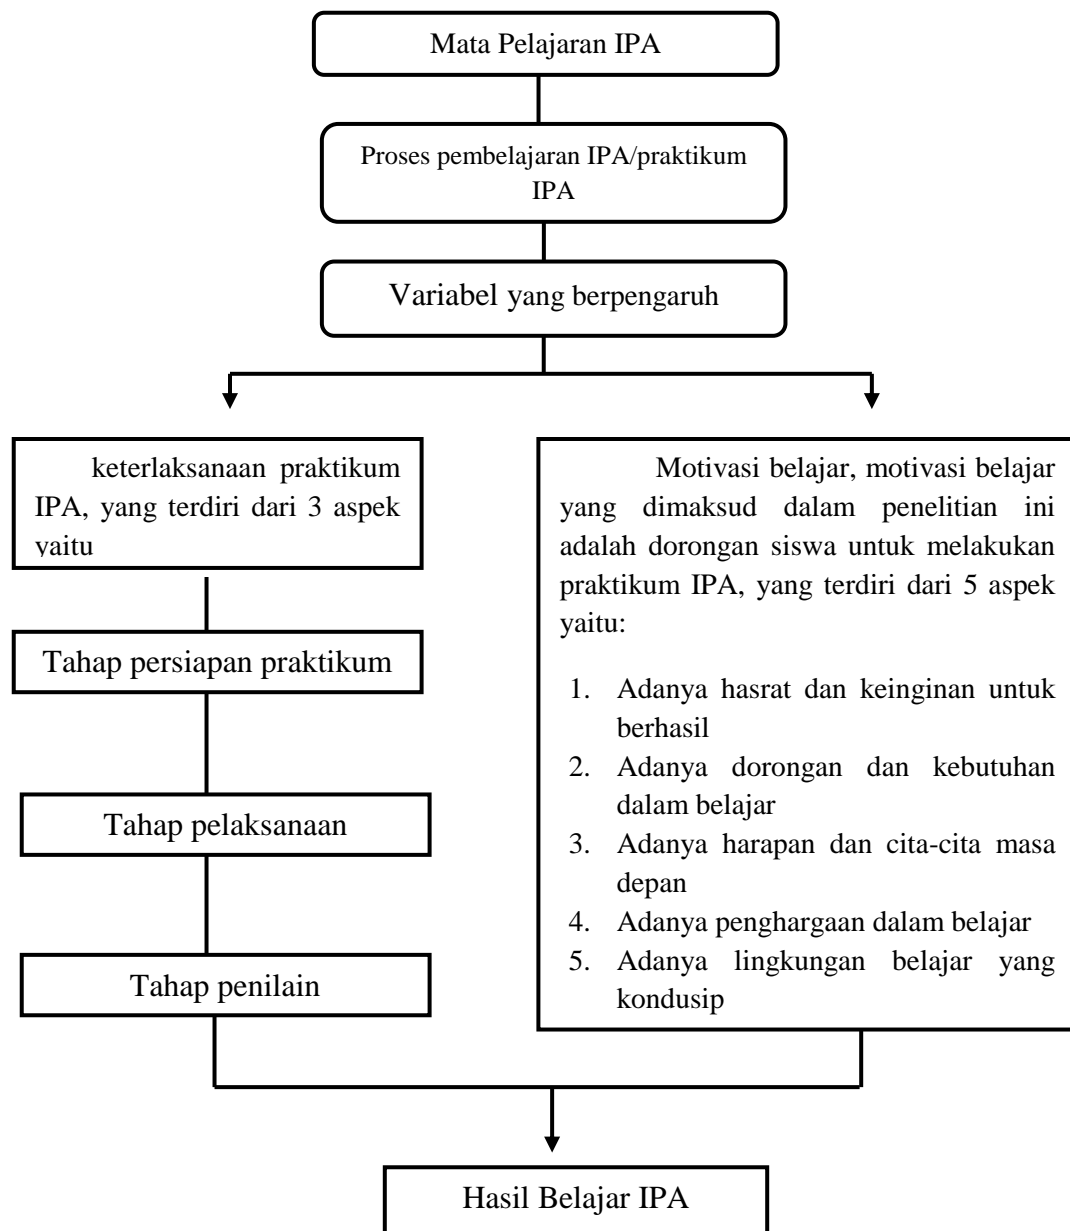 Mata Pelajaran IPA
Proses pembelajaran IPA/praktikum
IPA
Variabel yang berpengaruh
keterlaksanaan praktikum
IPA, yang terdiri dari 3 aspek
yaitu
Tahap persiapan praktikum
Tahap pelaksanaan
Tahap penilain
Motivasi belajar, motivasi belajar
yang dimaksud dalam penelitian ini
adalah dorongan siswa untuk melakukan
praktikum IPA, yang terdiri dari 5 aspek
yaitu:
1. Adanya hasrat dan keinginan untuk
berhasil
2. Adanya dorongan dan kebutuhan
dalam belajar
3. Adanya harapan dan cita-cita masa
depan
4. Adanya penghargaan dalam belajar
5. Adanya lingkungan belajar yang
kondusip
Hasil Belajar IPA